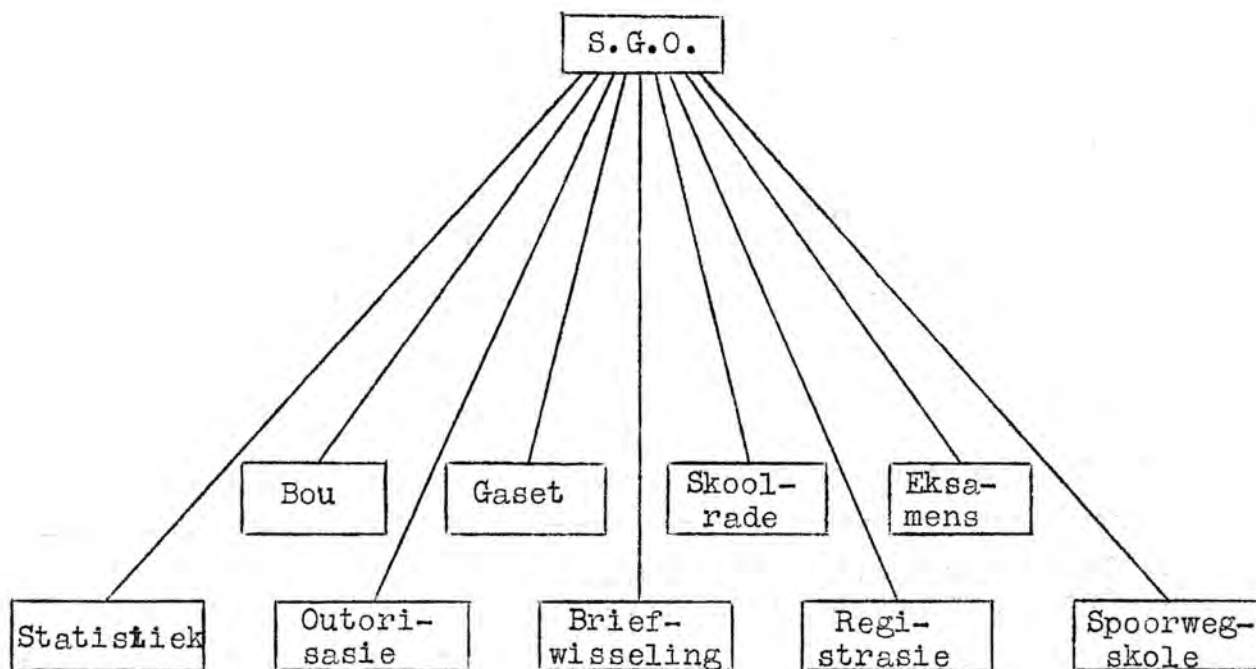 S.G.O.
Bou
Gaset
Skool-
rade
Eksa-
mens
Statistiek
Outori-
sasie
Brief-
wisseling
Regi-
strasie
Spoorweg-
skole